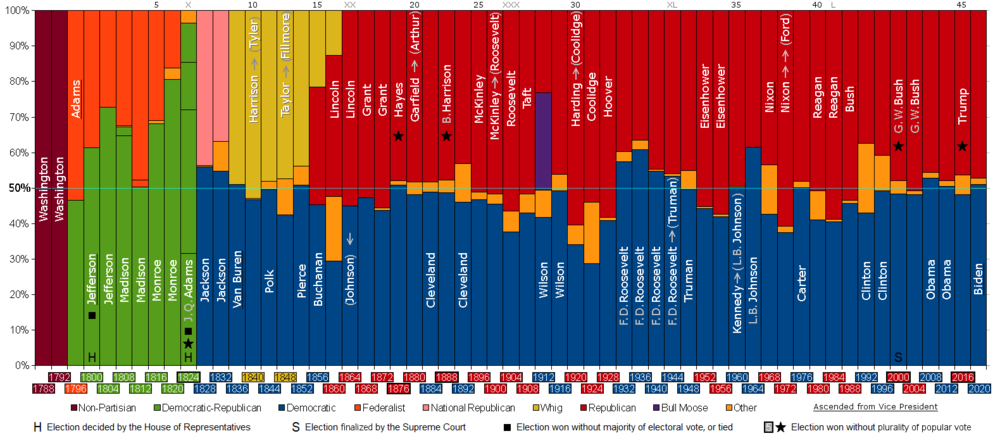 5 X 10 15 XX 20 25 XXX 30 XL 35 40 L 45
100%
90%
80%
70%
60%
50%
40%
30%
20%
10%
0%
Washington
Washington
Adams
Jefferson
Jefferson
Madison
Madison
Monroe
Monroe
J. Q. Adams
Jackson
Jackson
Van Buren
Harrison → (Tyler)
Polk
Taylor → (Fillmore)
Pierce
Buchanan
Lincoln
Lincoln
→ (Johnson)
Grant
Grant
Hayes
Garfield → (Arthur)
Cleveland
B. Harrison
Cleveland
McKinley
McKinley → (Roosevelt)
Roosevelt
Taft
Wilson
Wilson
Harding → (Coolidge)
Coolidge
Hoover
F. D. Roosevelt
F. D. Roosevelt
F. D. Roosevelt
F. D. Roosevelt → (Truman)
Truman
Eisenhower
Eisenhower
Kennedy → (L.B. Johnson)
L.B. Johnson
Nixon
Nixon → → (Ford)
Carter
Reagan
Reagan
Bush
Clinton
Clinton
G. W. Bush
G. W. Bush
Obama
Obama
Trump
Biden
H H S
1792 1800 1808 1816 1824 1832 1840 1848 1856 1864 1872 1880 1888 1896 1904 1912 1920 1928 1936 1944 1952 1960 1968 1976 1984 1992 2000 2008 2016
1788 1796 1804 1812 1820 1828 1836 1844 1852 1860 1868 1876 1884 1892 1900 1908 1916 1924 1932 1940 1948 1956 1964 1972 1980 1988 1996 2004 2012 2020
Non-Partisian Democratic-Republican Democratic Federalist National Republican Whig Republican Bull Moose Other Ascended from Vice President
H Election decided by the House of Representatives S Election finalized by the Supreme Court Election won without majority of electoral vote, or tied Election won without plurality of popular vote